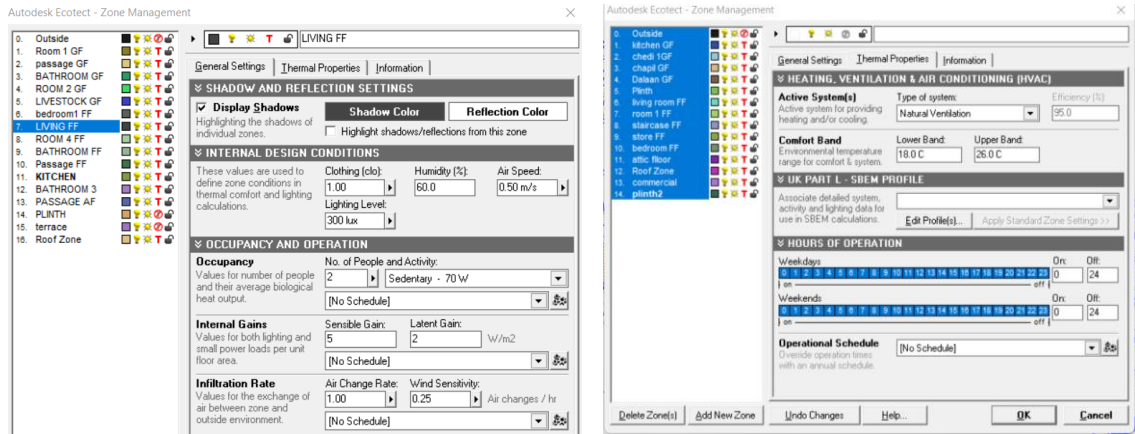 Autodesk Ecotect - Zone Management
0. Outside
1. Room 1 GF
2. passage GF
3. BATHROOM GF
4. ROOM 2 GF
5. LIVESTOCK GF
6. bedroom1 FF
7. LIVING FF
8. ROOM 4 FF
9. BATHROOM FF
10. Passage FF
11. KITCHEN
12. BATHROOM 3
13. PASSAGE AF
14. PLINTH
15. terrace
16. Roof Zone
T LIVING FF
General Settings Thermal Properties Information
SHADOW AND REFLECTION SETTINGS
Display Shadows Shadow Color Reflection Color
Highlighting the shadows of
individual zones.
Highlight shadows/reflections from this zone
INTERNAL DESIGN CONDITIONS
These values are used to
define zone conditions in
thermal comfort and lighting
calculations.
Clothing (clo): Humidity (%): Air Speed:
1.00 60.0 0.50 m/s
Lighting Level:
300 lux
OCCUPANCY AND OPERATION
Occupancy
Values for number of people
and their average biological
heat output.
No. of People and Activity:
2 Sedentary - 70 W
[No Schedule]
Internal Gains
Values for both lighting and
small power loads per unit
floor area.
Sensible Gain: Latent Gain:
5 2 W/m2
[No Schedule]
Infiltration Rate
Values for the exchange of
air between zone and
outside environment.
Air Change Rate: Wind Sensitivity:
1.00 0.25 Air changes / hr
[No Schedule]
Autodesk Ecotect - Zone Management
0. Outside
1. kitchen GF
2. chedi 1GF
3. chapil GF
4. Dalaan GF
5. Plinth
6. living room FF
7. room 1 FF
8. staircase FF
9. store FF
10. bedroom FF
11. attic flloor
12. Roof Zone
13. commercial
14. plinth2
General Settings Thermal Properties Information
HEATING, VENTILATION & AIR CONDITIONING (HVAC)
Active System(s)
Active system for providing
heating and/or cooling.
Type of system: Efficiency (%):
Natural Ventilation 95.0
Comfort Band
Environmental temperature
range for comfort & system.
Lower Band: Upper Band:
18.0 C 26.0 C
UK PART L - SBEM PROFILE
Associate detailed system,
activity and lighting data for
use in SBEM calculations.
Edit Profile(s)... Apply Standard Zone Settings >>
HOURS OF OPERATION
Weekdays On: Off:
0 1 2 3 4 5 6 7 8 9 10 11 12 13 14 15 16 17 18 19 20 21 22 23 0 24
on off
Weekends On: Off:
0 1 2 3 4 5 6 7 8 9 10 11 12 13 14 15 16 17 18 19 20 21 22 23 0 24
on off
Operational Schedule
Override operation times
with an annual schedule.
[No Schedule]
Delete Zone(s) Add New Zone Undo Changes Help... OK Cancel